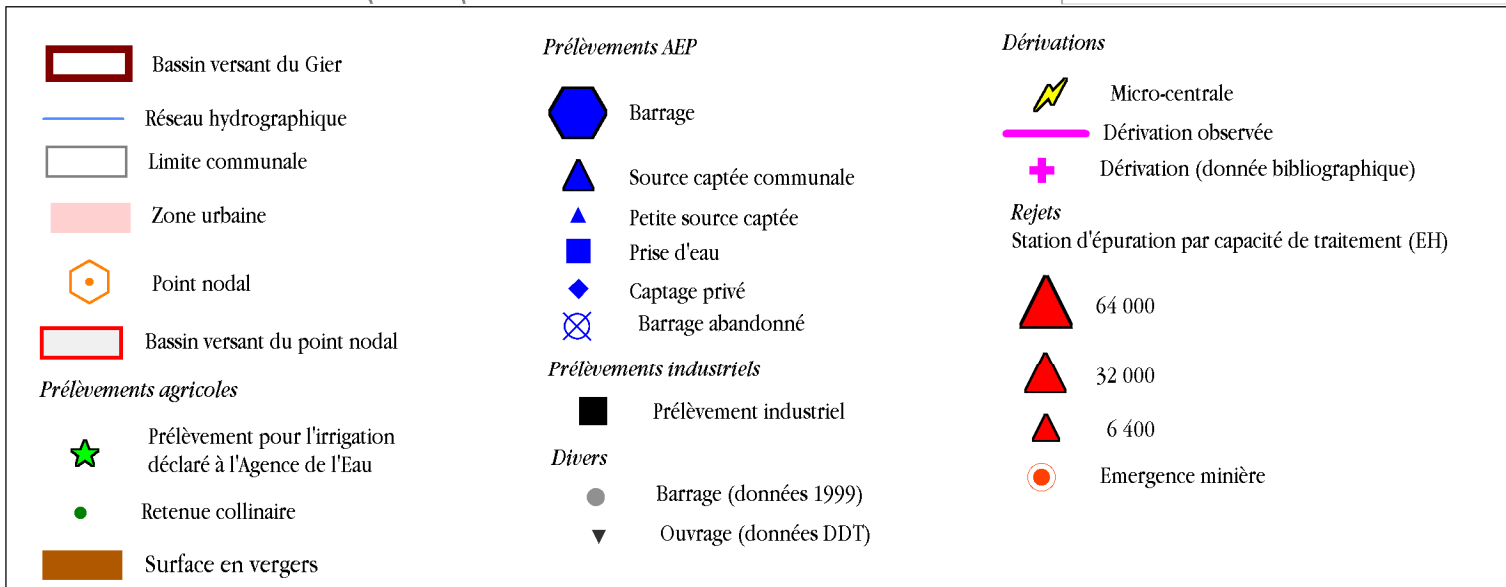 Bassin versant du Gier
Réseau hydrographique
Limite communale
Zone urbaine
Point nodal
Bassin versant du point nodal
Prélèvements agricoles
Prélèvement pour l'irrigation
déclaré à l'Agence de l'Eau
Retenue collinaire
Surface en vergers
Prélèvements AEP
Barrage
Source captée communale
Petite source captée
Prise d'eau
Captage privé
Barrage abandonné
Prélèvements industriels
Prélèvement industriel
Divers
Barrage (données 1999)
Ouvrage (données DDT)
Dérivations
Micro-centrale
Dérivation observée
Dérivation (donnée bibliographique)
Rejets
Station d'épuration par capacité de traitement (EH)
64 000
32 000
6 400
Emergence minière